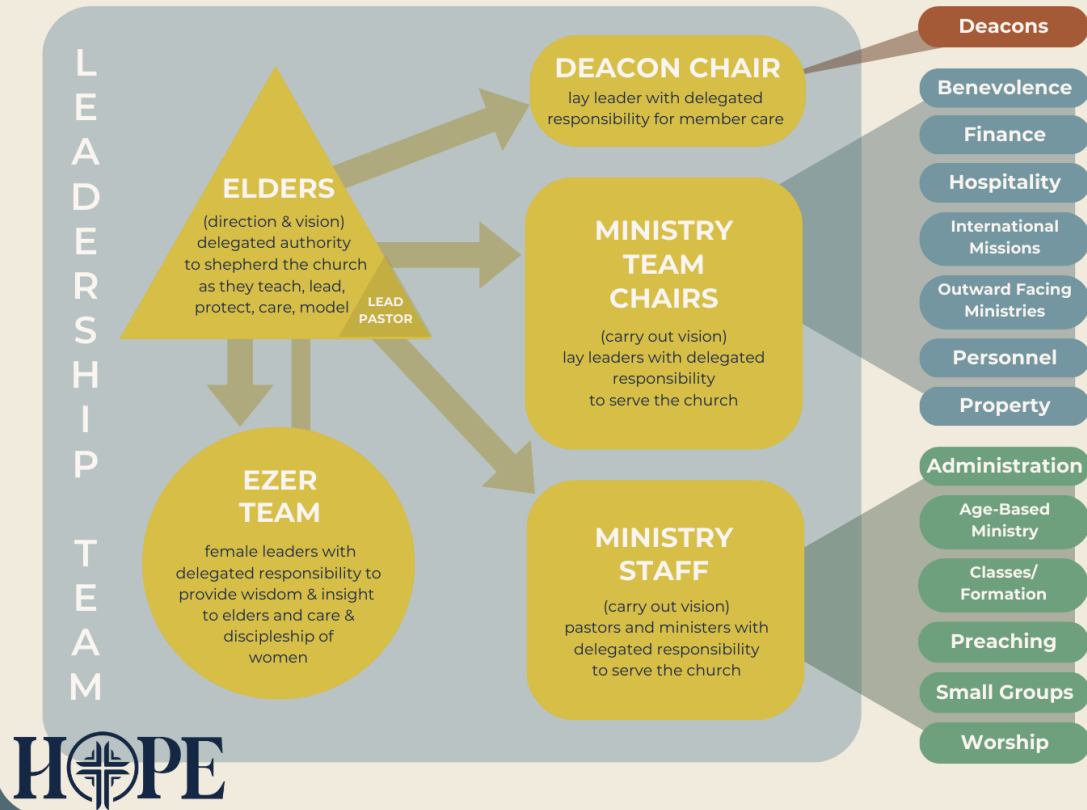 LEADERSHIP TEAM
ELDERS
(direction & vision)
delegated authority
to shepherd the church
as they teach, lead,
protect, care, model
LEAD
PASTOR
EZER
TEAM
female leaders with
delegated responsibility to
provide wisdom & insight
to elders and care &
discipleship of
women
DEACON CHAIR
lay leader with delegated
responsibility for member care
MINISTRY
TEAM
CHAIRS
(carry out vision)
lay leaders with delegated
responsibility
to serve the church
MINISTRY
STAFF
(carry out vision)
pastors and ministers with
delegated responsibility
to serve the church
Deacons
Benevolence
Finance
Hospitality
International
Missions
Outward Facing
Ministries
Personnel
Property
Administration
Age-Based
Ministry
Classes/
Formation
Preaching
Small Groups
Worship
HOPE